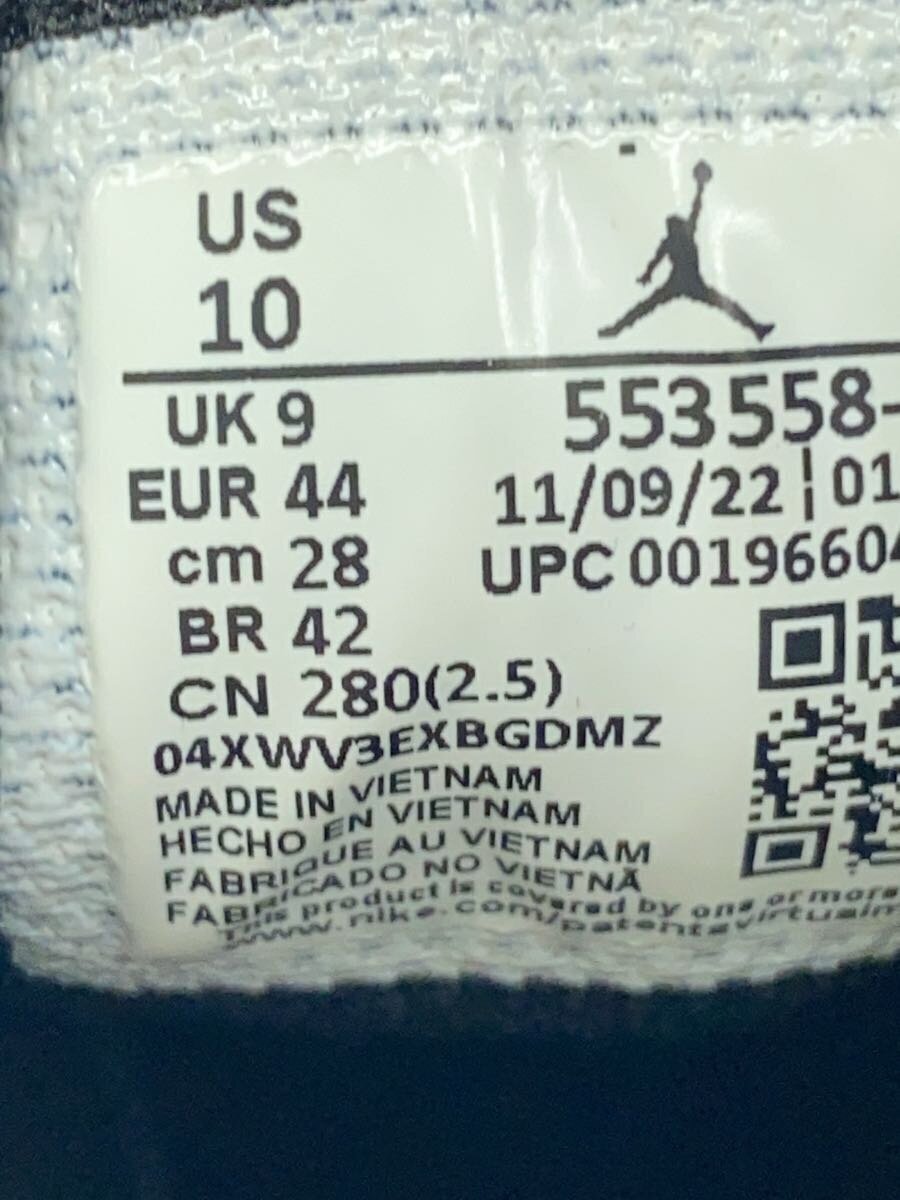 US
10
UK 9
EUR 44
cm 28
BR 42
CN 280(2.5)
553558-
11/09/22 | 01
UPC 00196604
04XWV3EXBGDMZ
MADE IN VIETNAM
HECHO EN VIETNAM
FABRIQUE AU VIETNAM
FABRICADO NO VIETNÃ
This product is covered by one or more
www.nike.com/patents